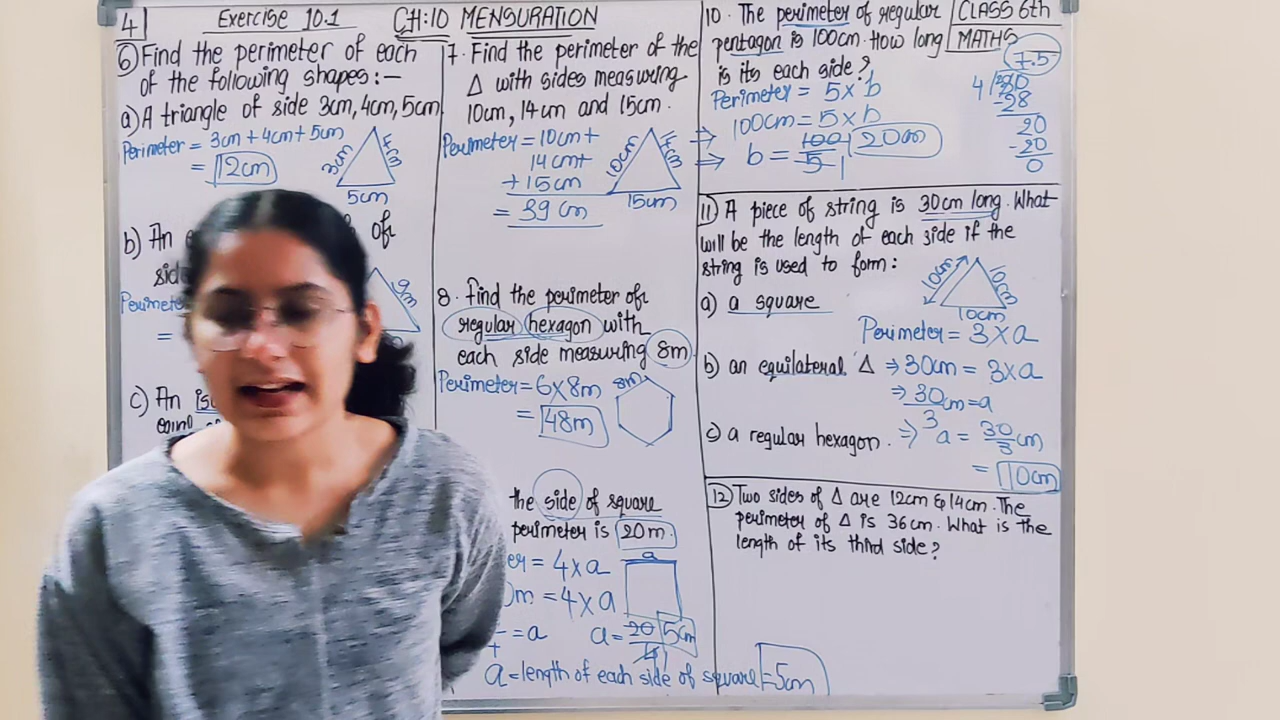 4
Exercise 10.1
CH:10 MENSURATION
CLASS 6th
MATHS
6 Find the perimeter of each
of the following shapes:-
a) A triangle of side 3cm, 4cm, 5cm
Perimeter = 3cm + 4cm + 5cm
= 12cm
3cm
4cm
5cm
b) An
of
Perimete
=
9m
c) An
7. Find the perimeter of the
Δ with sides measuring
10cm, 14cm and 15cm.
Perimeter = 10cm +
14cm+
+ 15cm
= 39cm
10cm
14cm
15cm
8. Find the perimeter of
regular hexagon with
each side measuring 8m
Perimeter = 6×8m
= 48m
8m
the side of square
perimeter is 20m.
er = 4×a
a
m = 4×a
= a
a = 20 5cm
4
a = length of each side of square = 5cm
10. The perimeter of regular
pentagon is 100cm. How long
is its each side?
Perimeter = 5×b
⇒ 100cm = 5×b
⇒ b = 100 20cm
5 1
7.5
4
-28
20
-20
0
11) A piece of string is 30cm long. What
will be the length of each side if the
string is used to form:
10cm
10cm
10cm
a) a square
Perimeter = 3×a
b) an equilateral Δ ⇒ 30cm = 3×a
⇒ 30cm = a
3
c) a regular hexagon. ⇒ a = 30 cm
3
= 10cm
12) Two sides of Δ are 12cm & 14cm. The
perimeter of Δ is 36cm. What is the
length of its third side?